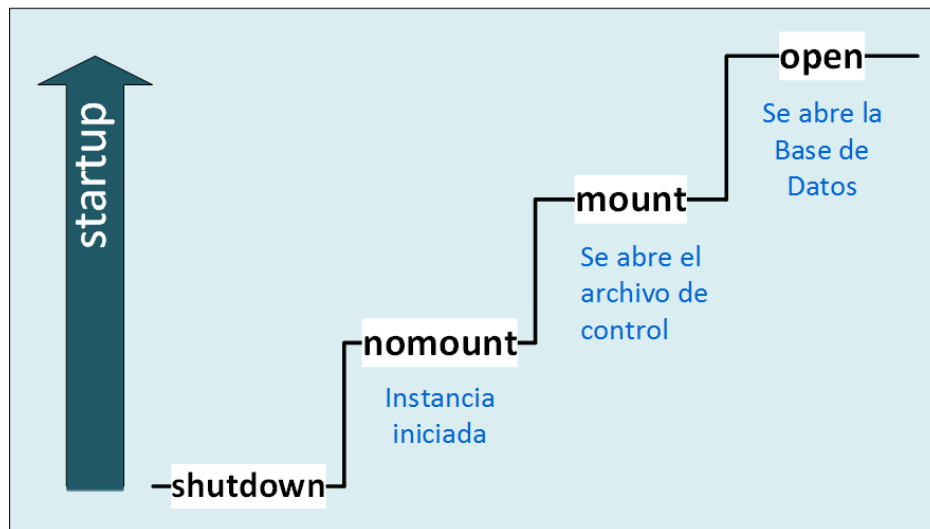 startup
open
Se abre la
Base de
Datos
mount
Se abre el
archivo de
control
nomount
Instancia
iniciada
shutdown